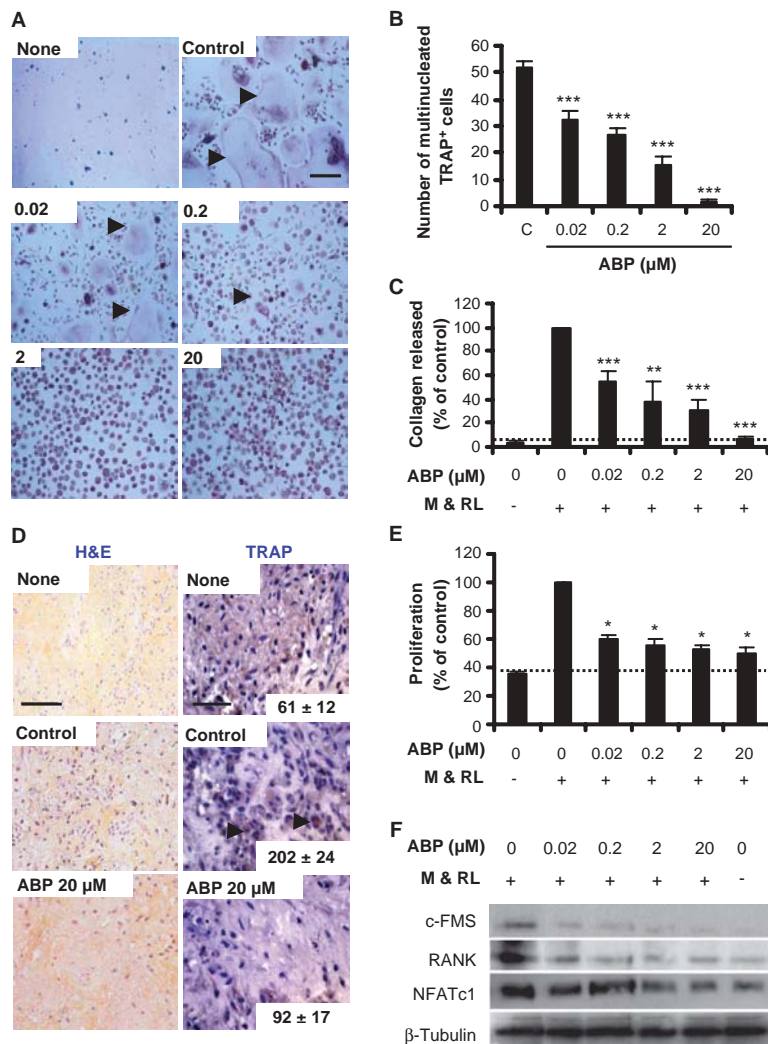 A
None
Control
0.02
0.2
2
20
B
Number of multinucleated
TRAP+ cells
60
50
40
30
20
10
0
***
***
***
***
C 0.02 0.2 2 20
ABP (µM)
C
Collagen released
(% of control)
120
100
80
60
40
20
0
***
**
***
***
ABP (µM) 0 0 0.02 0.2 2 20
M & RL - + + + + +
D
H&E
TRAP
None
None
61 ± 12
Control
Control
202 ± 24
ABP 20 µM
ABP 20 µM
92 ± 17
E
Proliferation
(% of control)
120
100
80
60
40
20
0
*
*
*
*
ABP (µM) 0 0 0.02 0.2 2 20
M & RL - + + + + +
F
ABP (µM) 0 0.02 0.2 2 20 0
M & RL + + + + + -
c-FMS
RANK
NFATc1
β-Tubulin